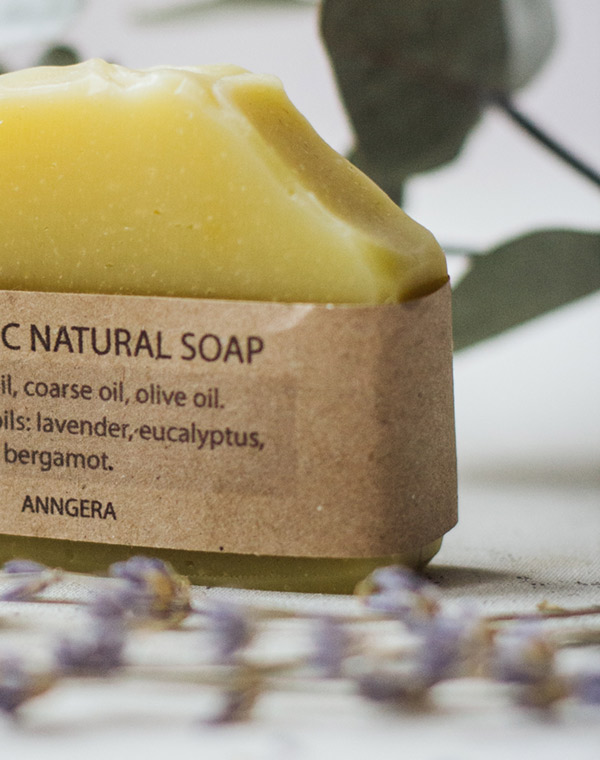 C NATURAL SOAP
il, coarse oil, olive oil.
oils: lavender, eucalyptus,
bergamot.
ANNGERA